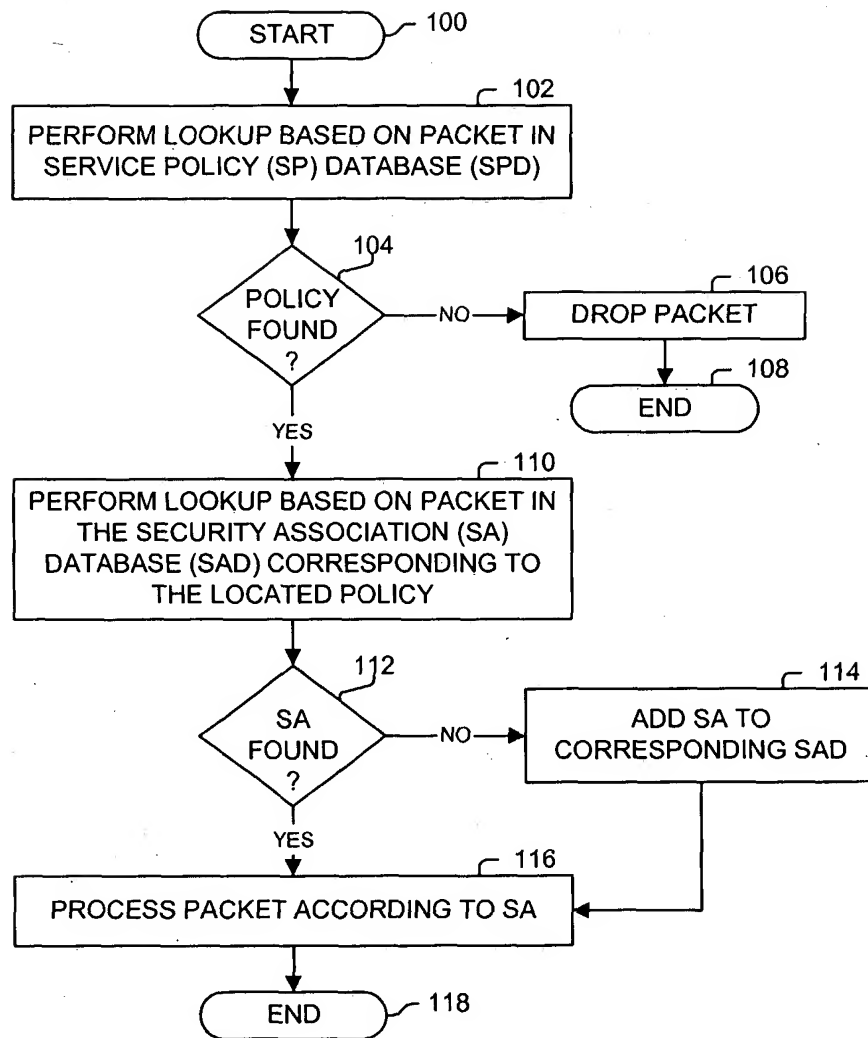 START
100
102
PERFORM LOOKUP BASED ON PACKET IN
SERVICE POLICY (SP) DATABASE (SPD)
104
POLICY
FOUND
?
NO
106
DROP PACKET
108
END
YES
110
PERFORM LOOKUP BASED ON PACKET IN
THE SECURITY ASSOCIATION (SA)
DATABASE (SAD) CORRESPONDING TO
THE LOCATED POLICY
112
SA
FOUND
?
NO
114
ADD SA TO
CORRESPONDING SAD
YES
116
PROCESS PACKET ACCORDING TO SA
END
118